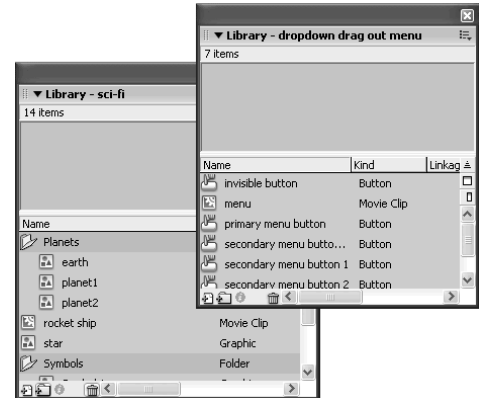 Library - dropdown drag out menu
7 items
Name Kind Linkag
invisible button Button
menu Movie Clip
primary menu button Button
secondary menu butto... Button
secondary menu button 1 Button
secondary menu button 2 Button
Library - sci-fi
14 items
Name
Planets
earth
planet1
planet2
rocket ship Movie Clip
star Graphic
Symbols Folder